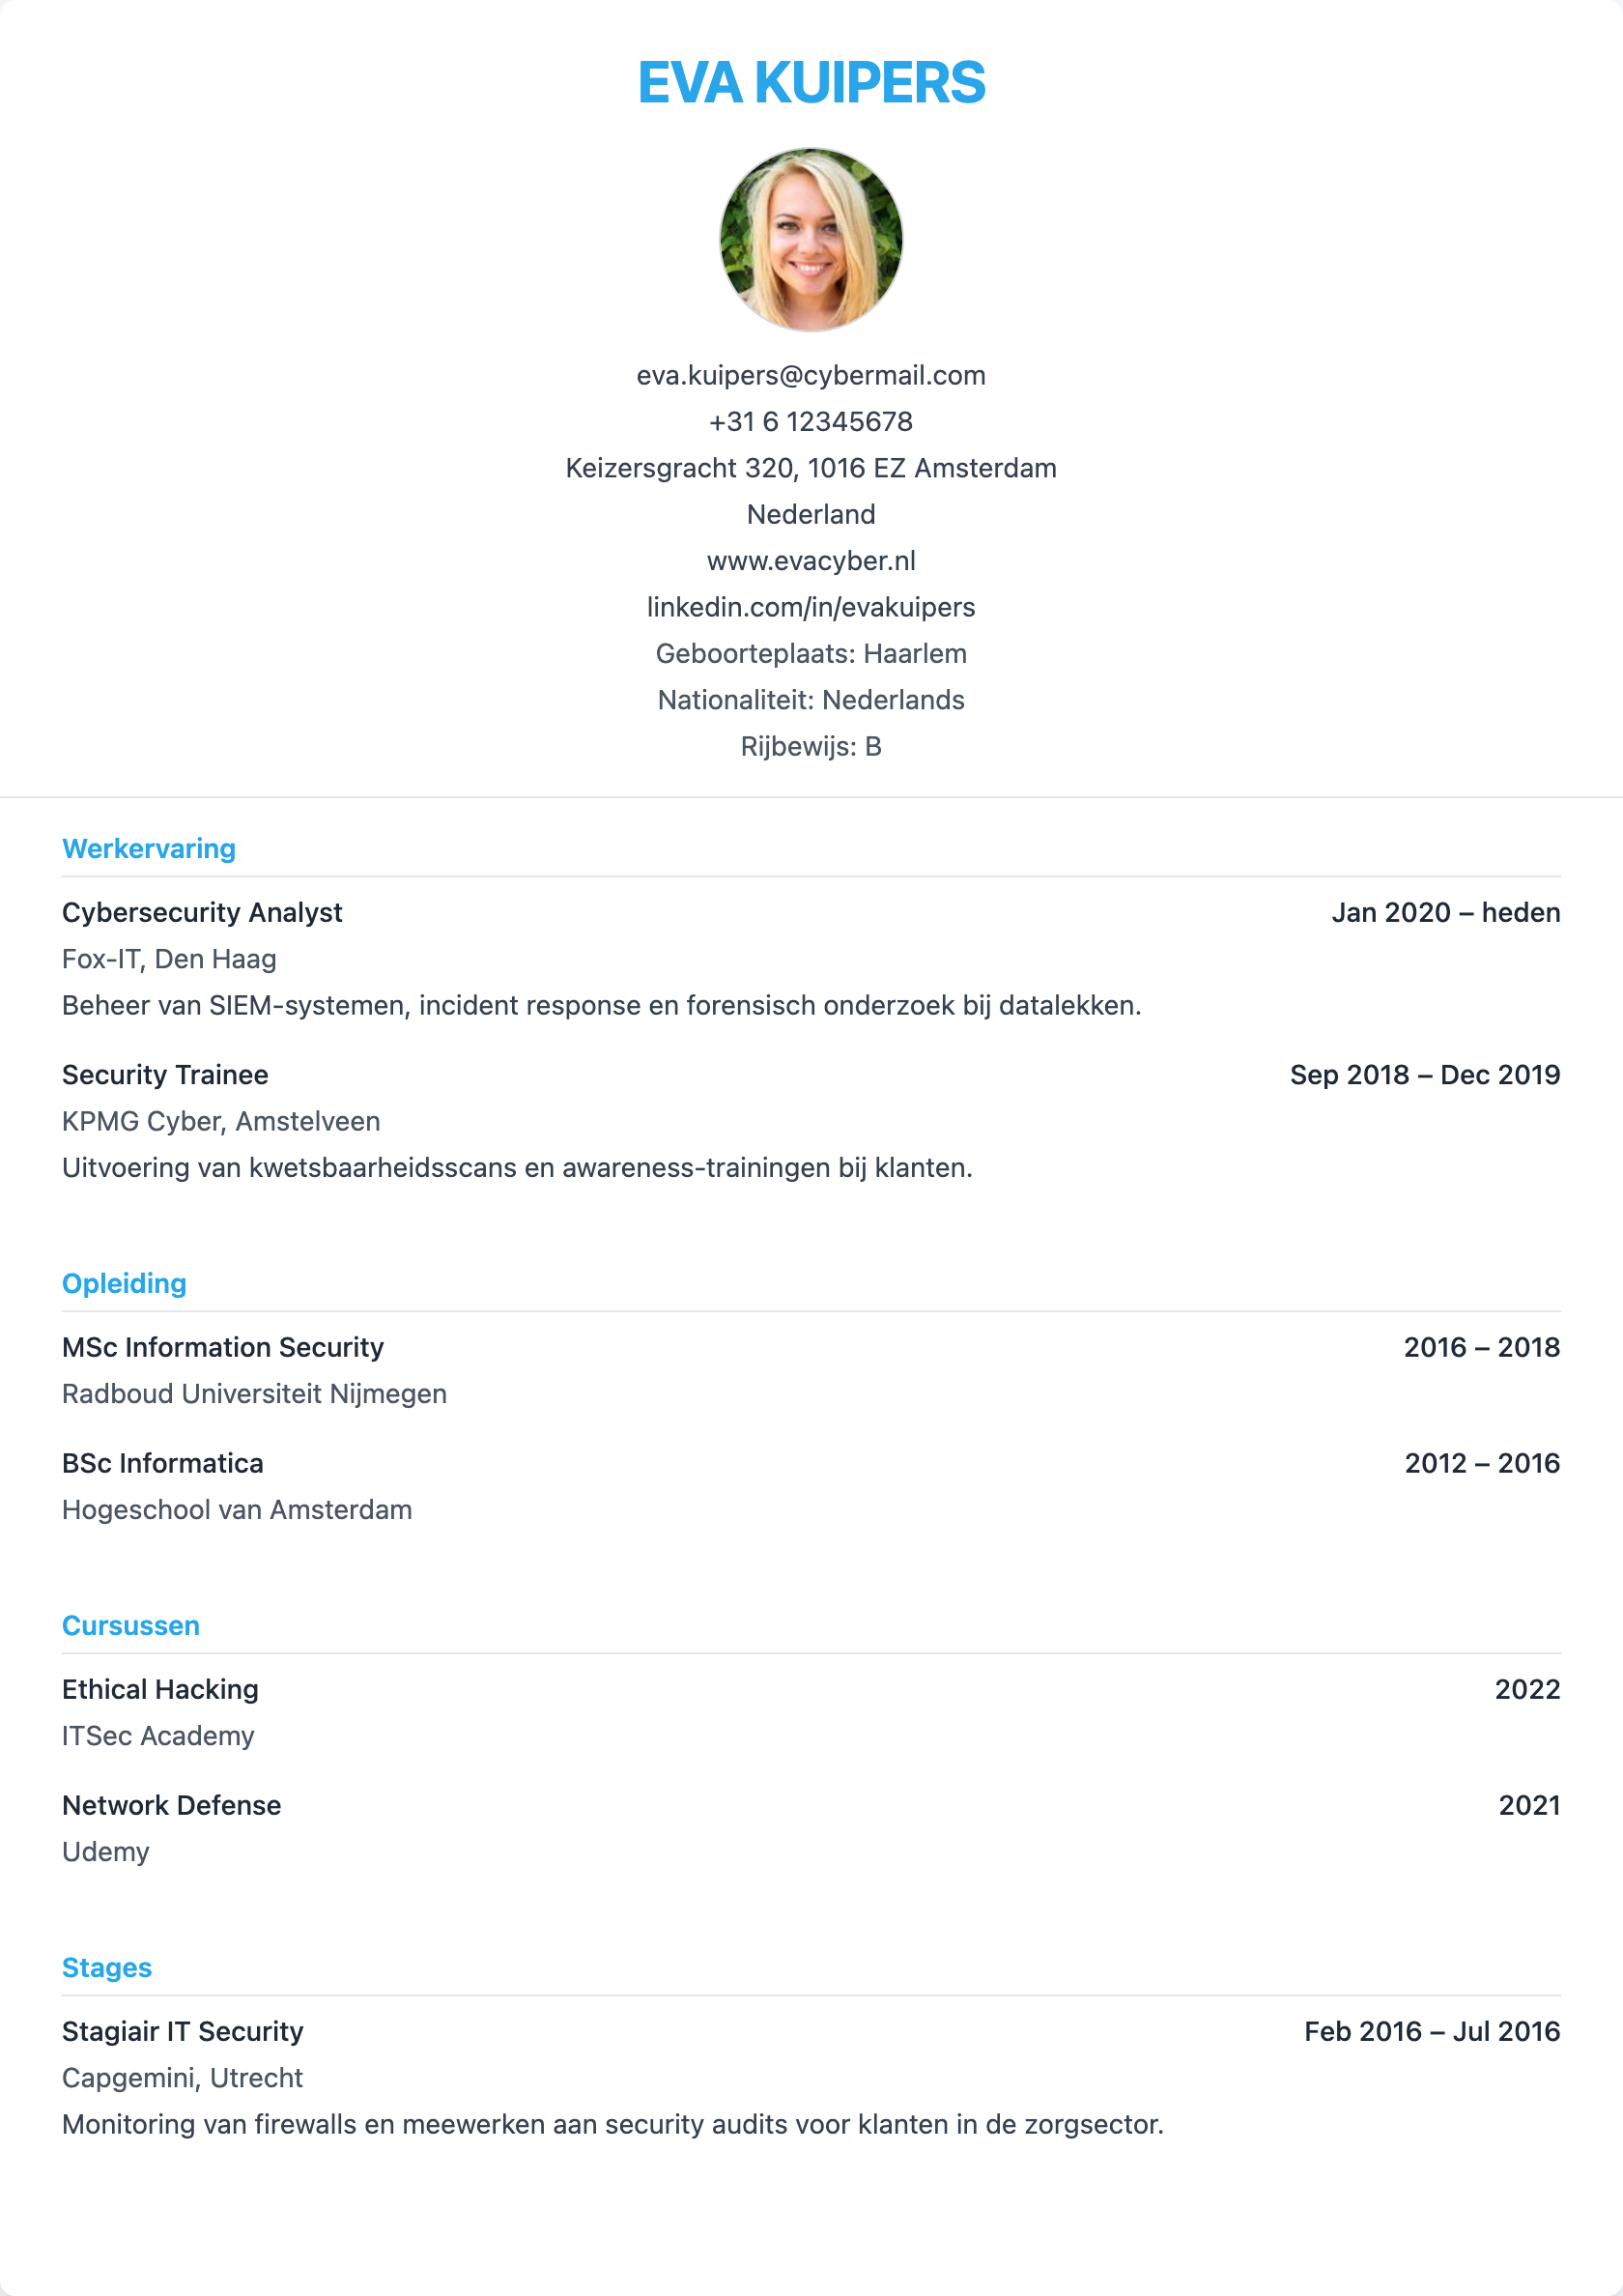 EVA KUIPERS
eva.kuipers@cybermail.com
+31 6 12345678
Keizersgracht 320, 1016 EZ Amsterdam
Nederland
www.evacyber.nl
linkedin.com/in/evakuipers
Geboorteplaats: Haarlem
Nationaliteit: Nederlands
Rijbewijs: B
Werkervaring
Cybersecurity Analyst Jan 2020 – heden
Fox-IT, Den Haag
Beheer van SIEM-systemen, incident response en forensisch onderzoek bij datalekken.
Security Trainee Sep 2018 – Dec 2019
KPMG Cyber, Amstelveen
Uitvoering van kwetsbaarheidsscans en awareness-trainingen bij klanten.
Opleiding
MSc Information Security 2016 – 2018
Radboud Universiteit Nijmegen
BSc Informatica 2012 – 2016
Hogeschool van Amsterdam
Cursussen
Ethical Hacking 2022
ITSec Academy
Network Defense 2021
Udemy
Stages
Stagiair IT Security Feb 2016 – Jul 2016
Capgemini, Utrecht
Monitoring van firewalls en meewerken aan security audits voor klanten in de zorgsector.